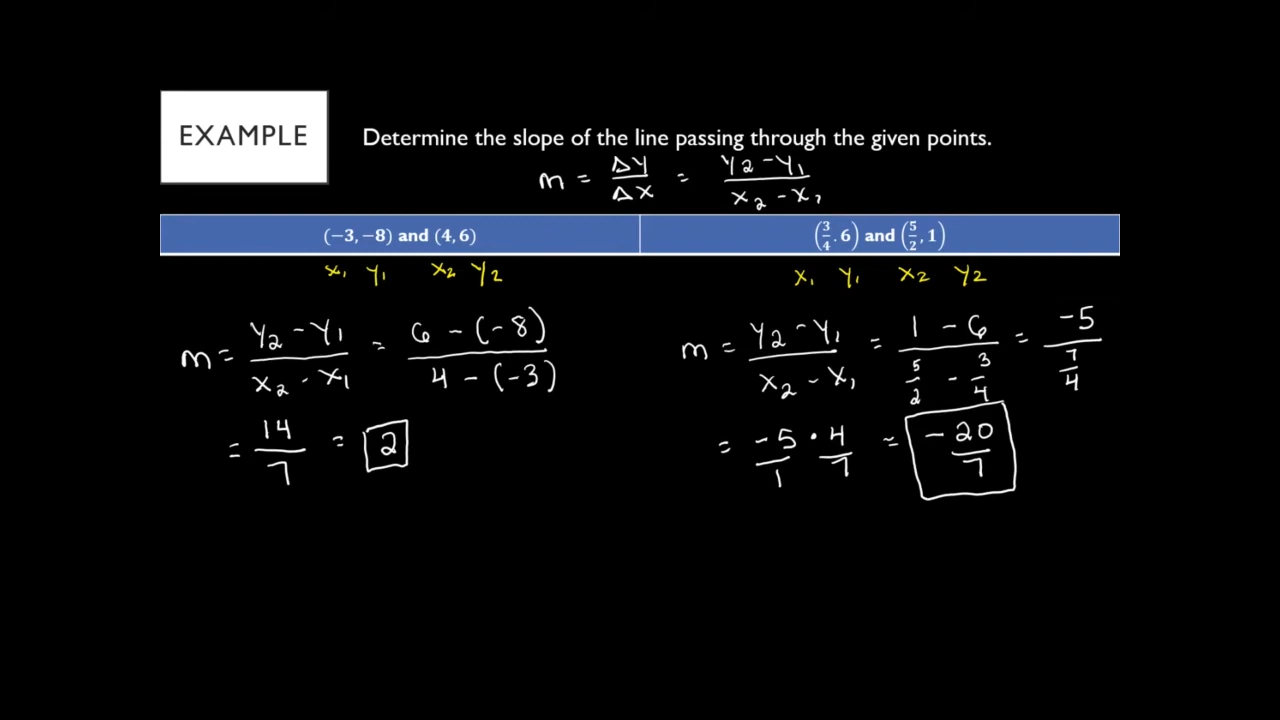 EXAMPLE
Determine the slope of the line passing through the given points.
m = Δy/Δx = y₂ - y₁ / x₂ - x₁
(−3, −8) and (4, 6)
(3/4 . 6) and (5/2, 1)
x₁ y₁ x₂ y₂
x₁ y₁ x₂ y₂
m = y₂ - y₁ / x₂ - x₁ = 6 - (-8) / 4 - (-3)
= 14/7 = 2
m = y₂ - y₁ / x₂ - x₁ = 1 - 6 / 5/2 - 3/4 = -5 / 7/4
= -5/1 · 4/7 = -20/7